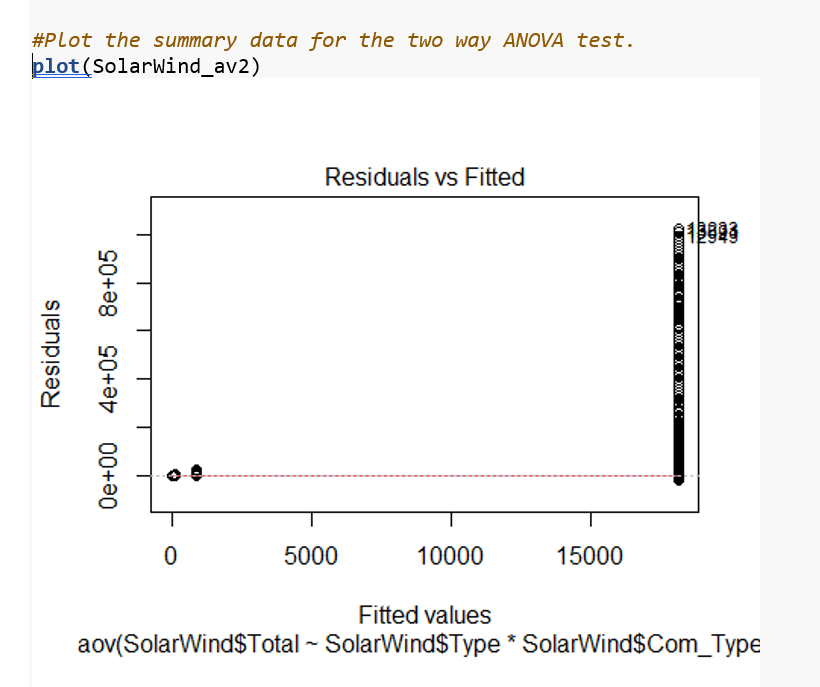 #Plot the summary data for the two way ANOVA test.
plot(SolarWind_av2)
Residuals vs Fitted
Residuals
8e+05
4e+05
0e+00
0
5000
10000
15000
Fitted values
aov(SolarWind$Total ~ SolarWind$Type * SolarWind$Com_Type